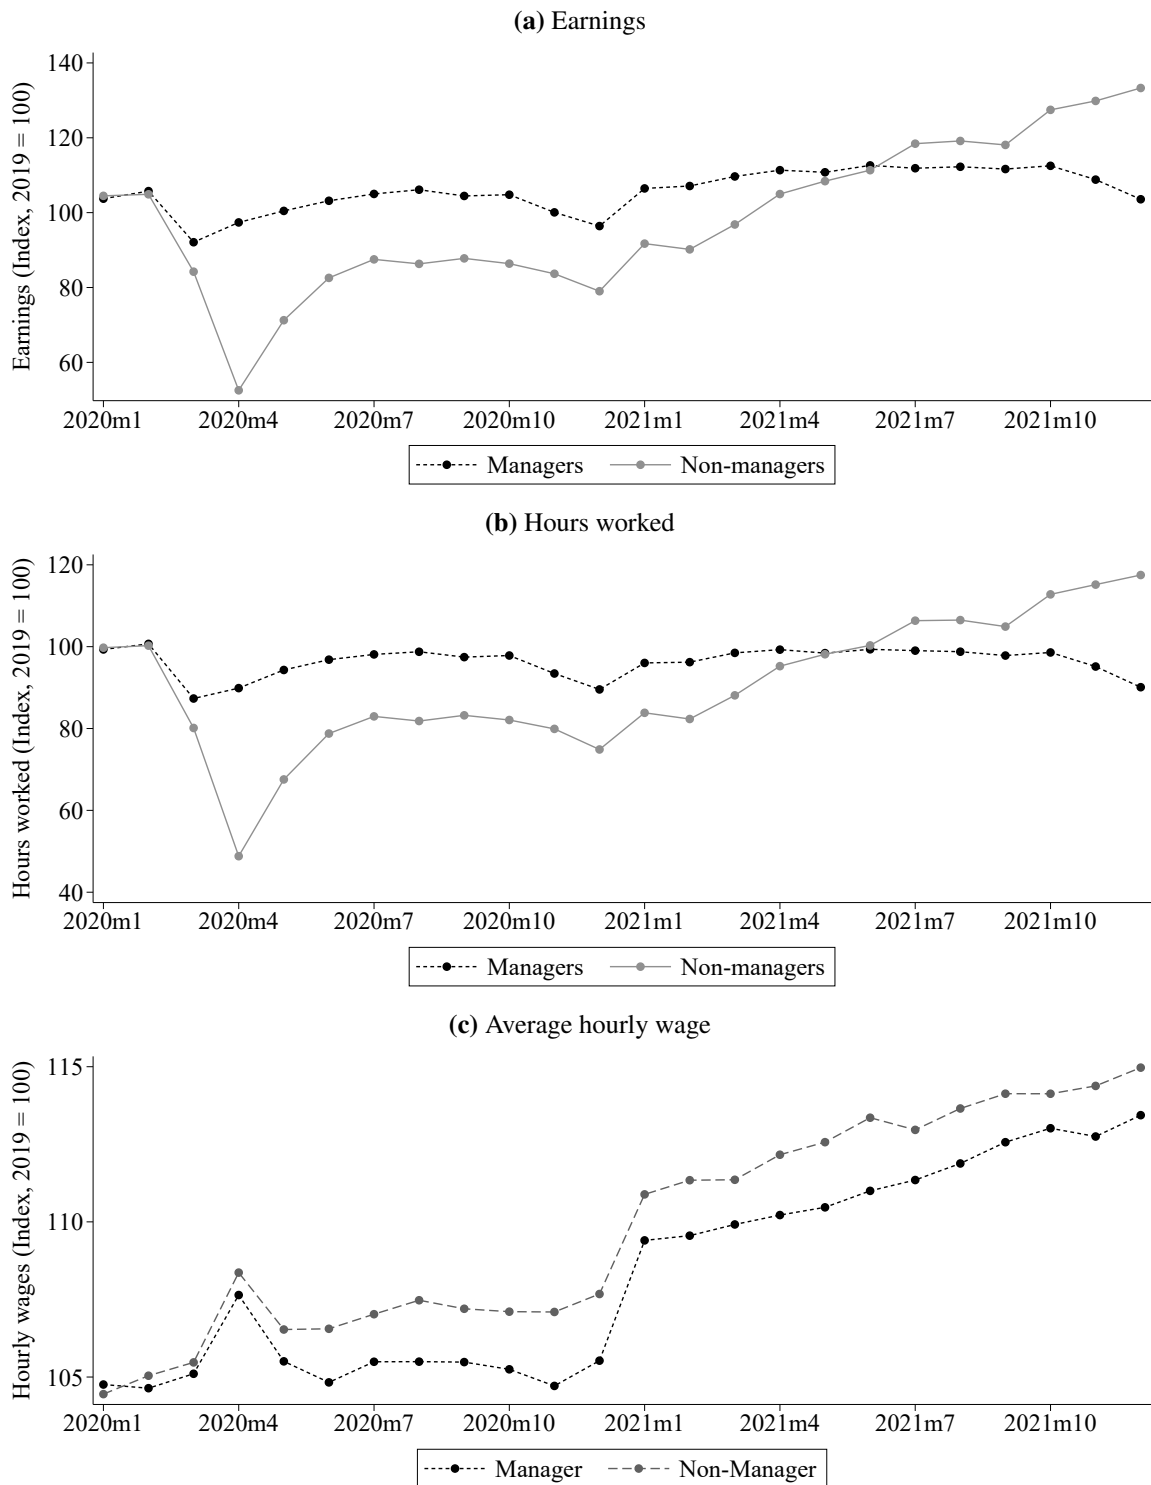 (a) Earnings
Earnings (Index, 2019 = 100)
140
120
100
80
60
2020m1 2020m4 2020m7 2020m10 2021m1 2021m4 2021m7 2021m10
Managers Non-managers
(b) Hours worked
Hours worked (Index, 2019 = 100)
120
100
80
60
40
2020m1 2020m4 2020m7 2020m10 2021m1 2021m4 2021m7 2021m10
Managers Non-managers
(c) Average hourly wage
Hourly wages (Index, 2019 = 100)
115
110
105
2020m1 2020m4 2020m7 2020m10 2021m1 2021m4 2021m7 2021m10
Manager Non-Manager